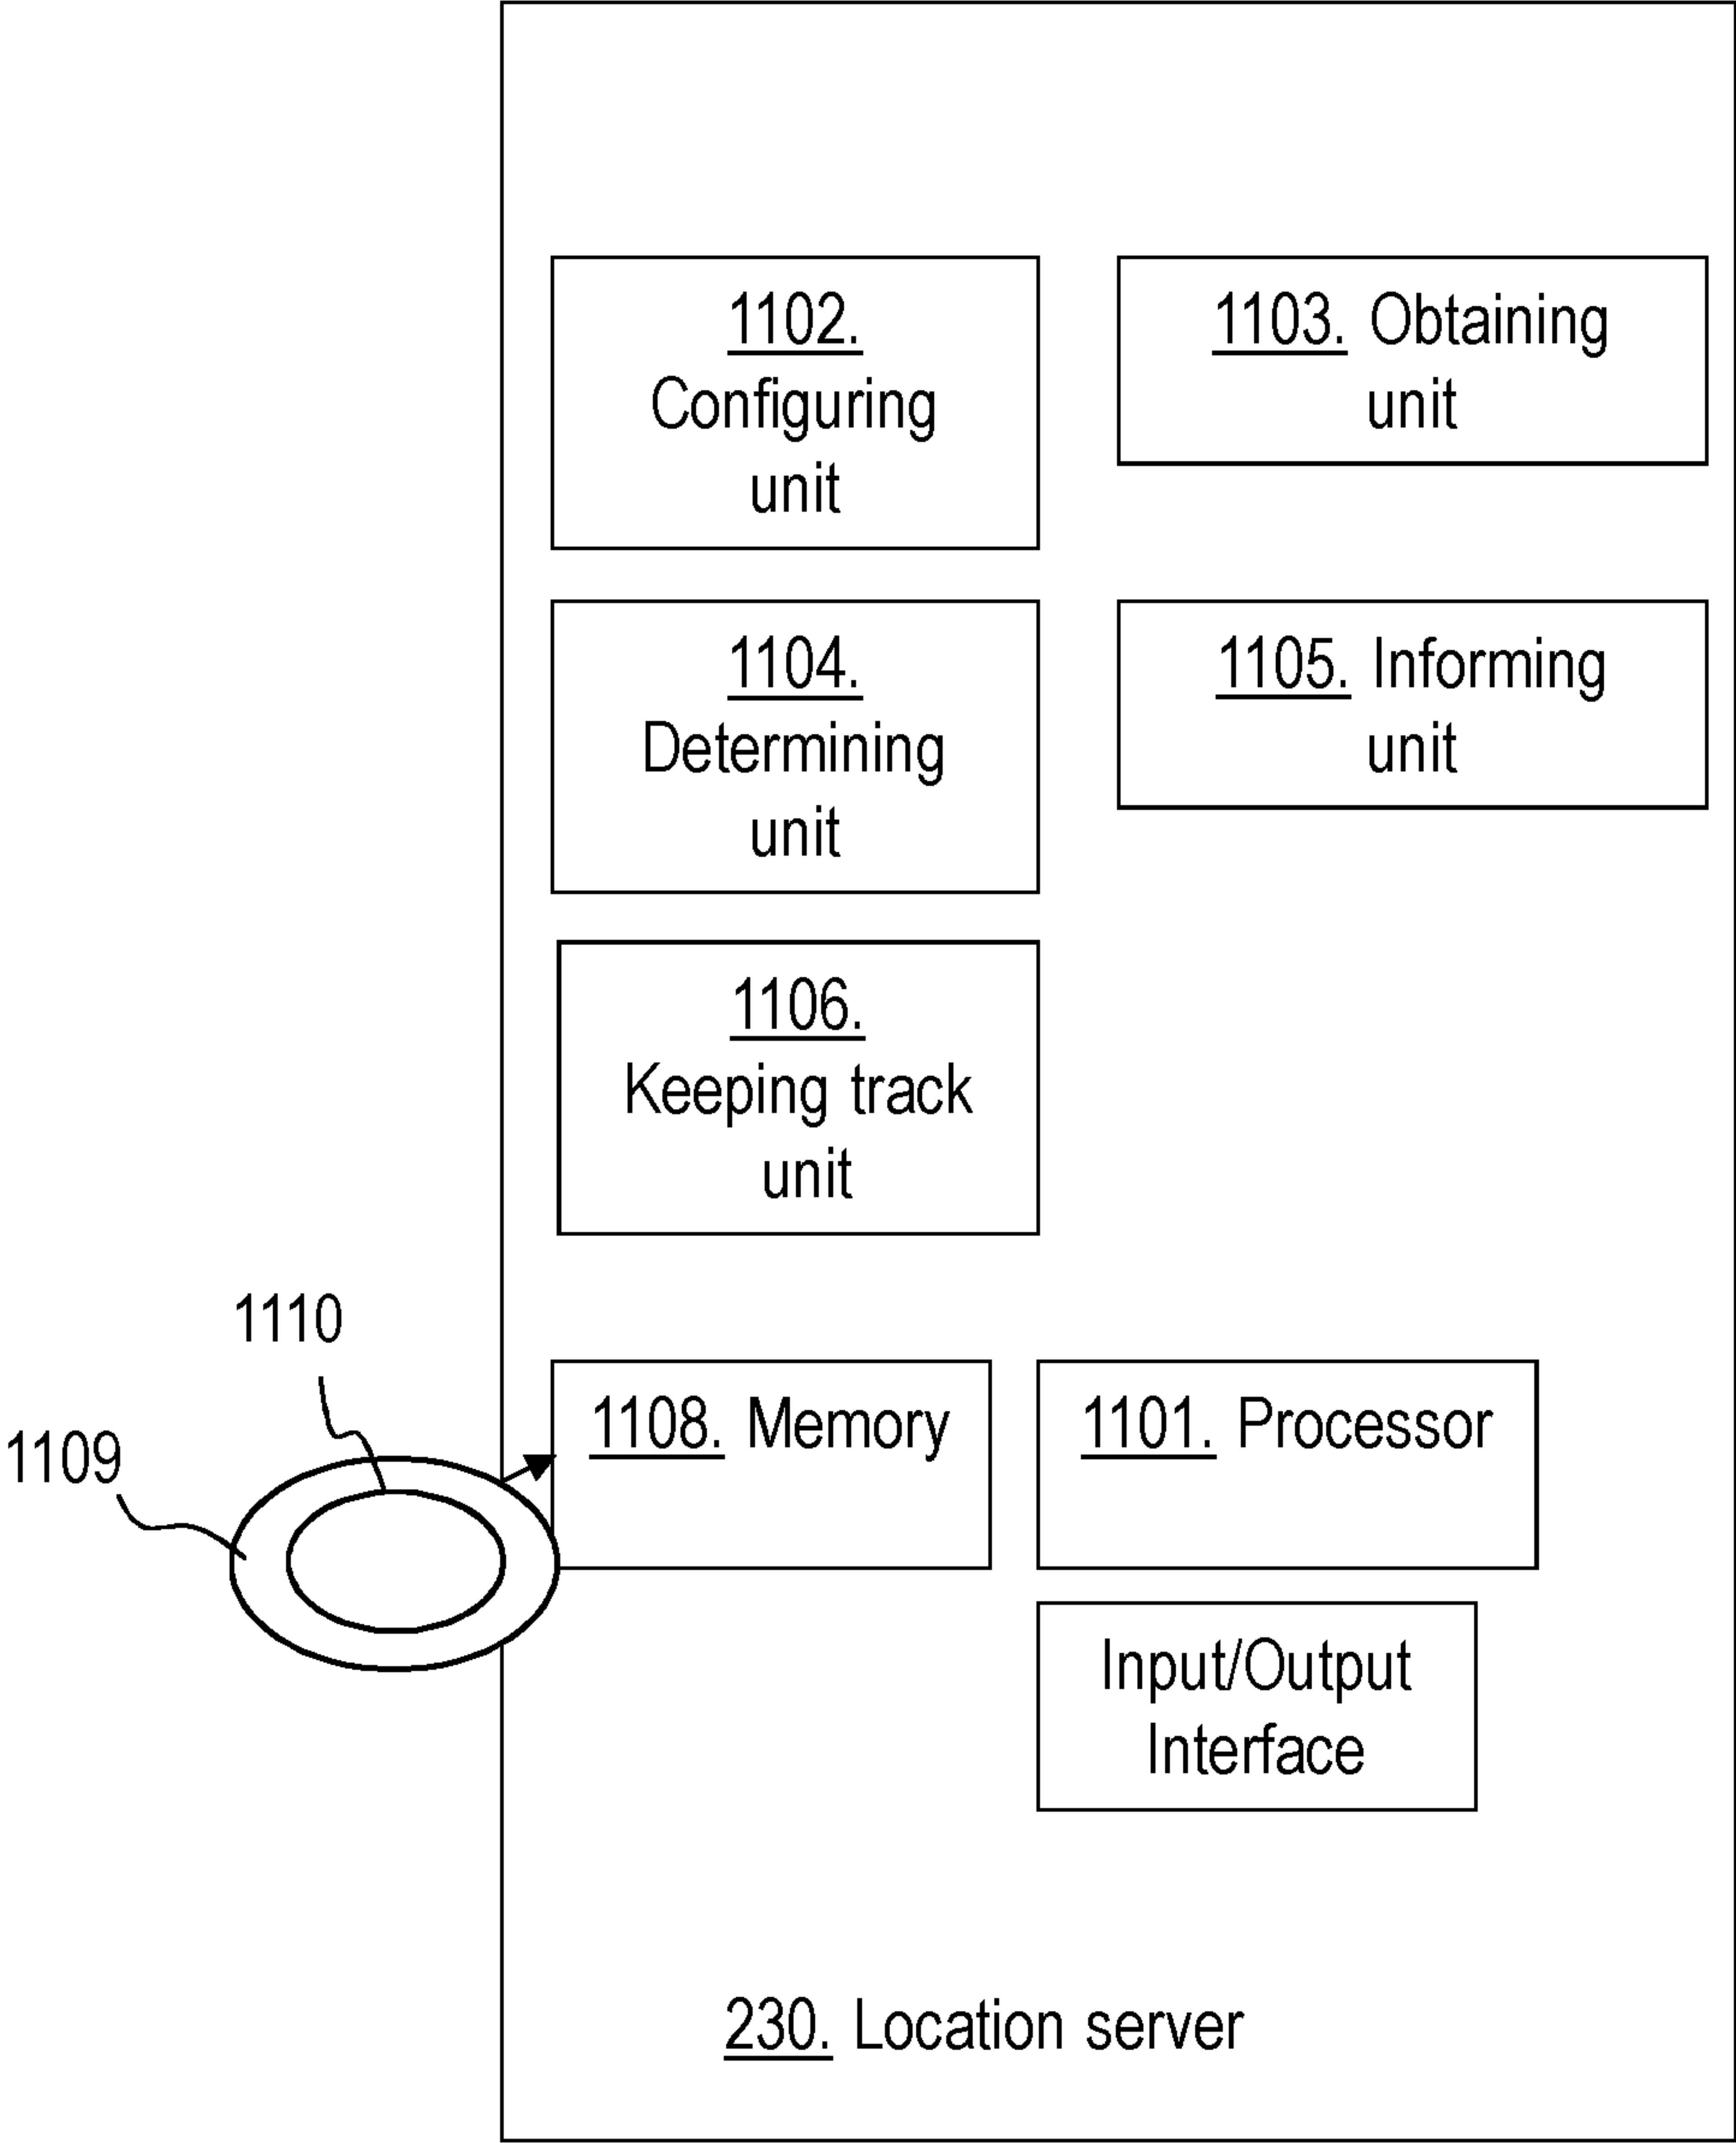 1102.
Configuring
unit
1103. Obtaining
unit
1104.
Determining
unit
1105. Informing
unit
1106.
Keeping track
unit
1110
1109
1108. Memory
1101. Processor
Input/Output
Interface
230. Location server